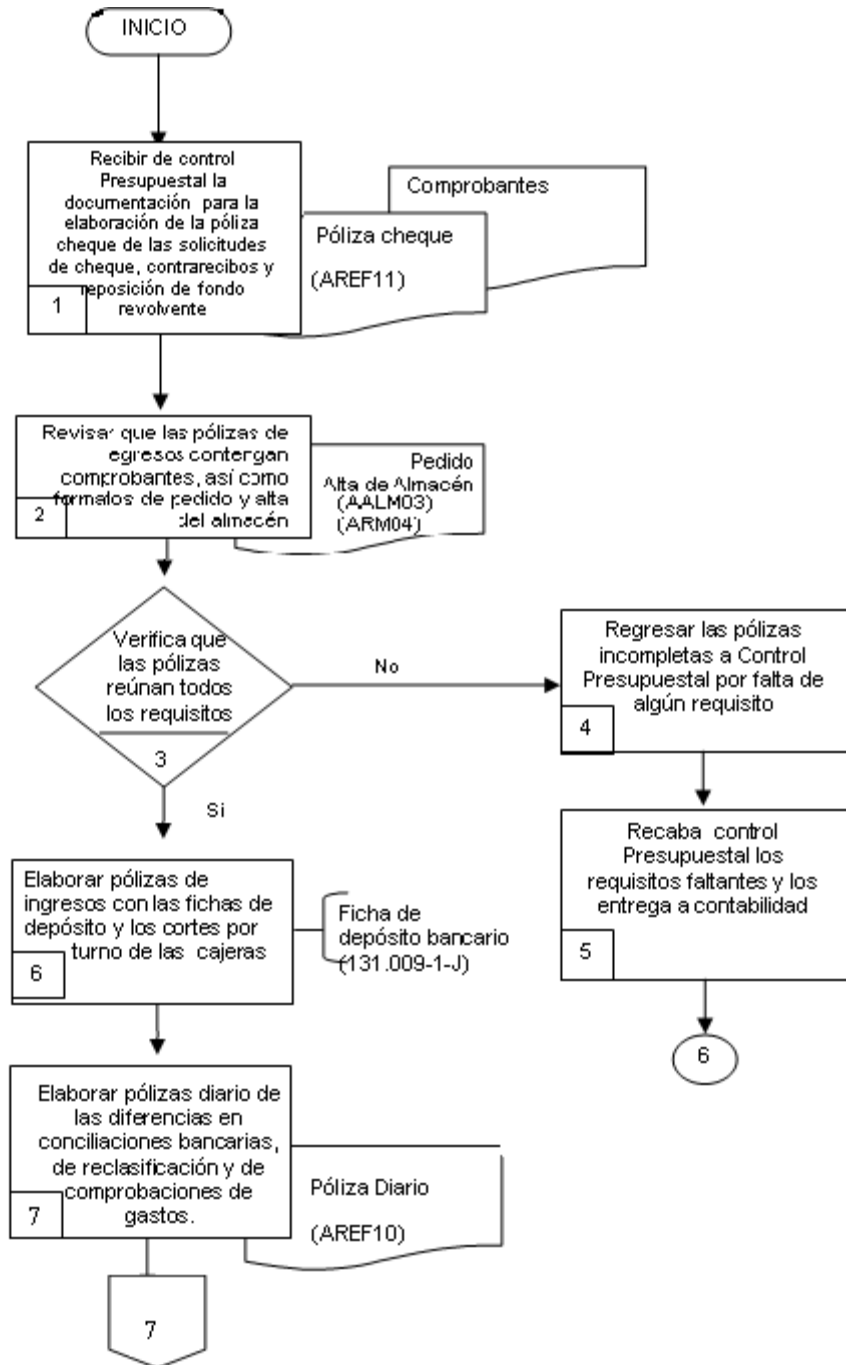 INICIO
Recibir de control
Presupuestal la
documentación para la
elaboración de la póliza
cheque de las solicitudes
de cheque, contrarecibos y
reposición de fondo
revolvente
1
Comprobantes
Póliza cheque
(AREF11)
Revisar que las pólizas de
egresos contengan
comprobantes, así como
formatos de pedido y alta
del almacén
2
Pedido
Alta de Almacén
(AALM03)
(ARM04)
Verifica que
las pólizas
reúnan todos
los requisitos
3
No
Si
Regresar las pólizas
incompletas a Control
Presupuestal por falta de
algún requisito
4
Recaba control
Presupuestal los
requisitos faltantes y los
entrega a contabilidad
5
6
Elaborar pólizas de
ingresos con las fichas de
depósito y los cortes por
turno de las cajeras
6
Ficha de
depósito bancario
(131.009-1-J)
Elaborar pólizas diario de
las diferencias en
conciliaciones bancarias,
de reclasificación y de
comprobaciones de
gastos.
7
Póliza Diario
(AREF10)
7